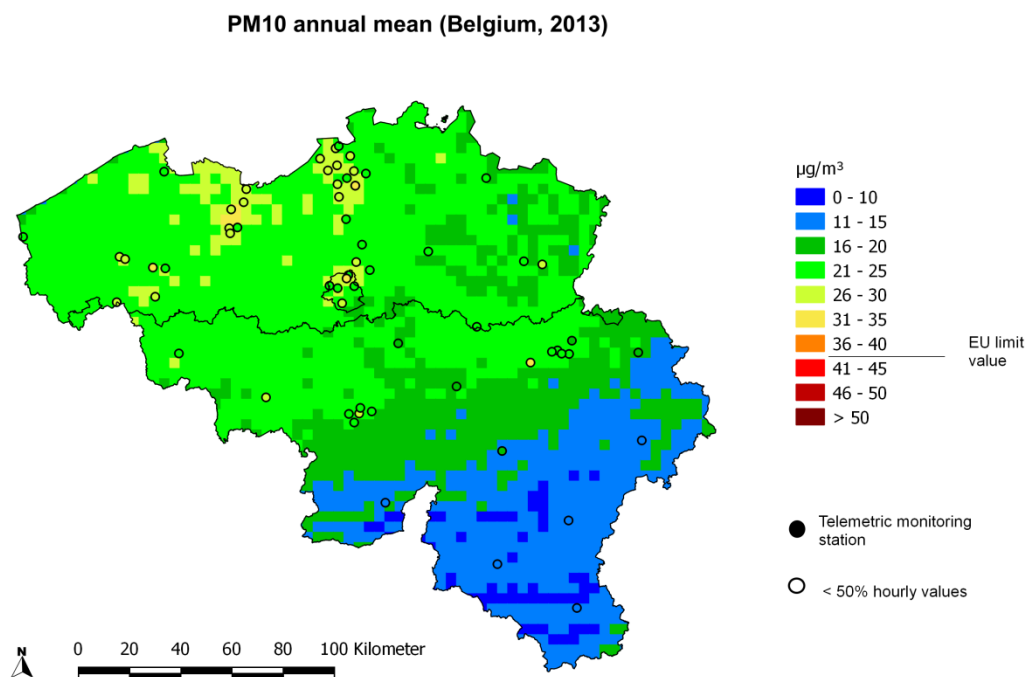 PM10 annual mean (Belgium, 2013)
µg/m³
0 - 10
11 - 15
16 - 20
21 - 25
26 - 30
31 - 35
36 - 40
EU limit
value
41 - 45
46 - 50
> 50
Telemetric monitoring
station
< 50% hourly values
N
0 20 40 60 80 100 Kilometer